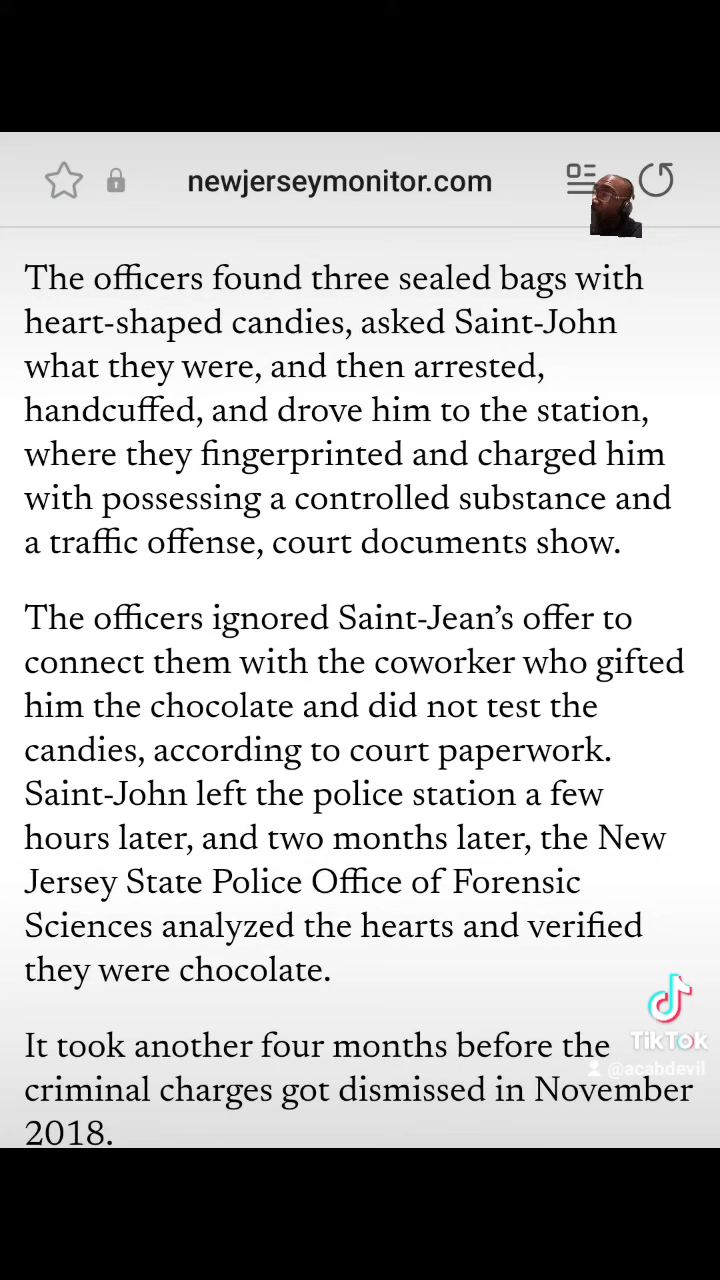 newjerseymonitor.com
The officers found three sealed bags with
heart-shaped candies, asked Saint-John
what they were, and then arrested,
handcuffed, and drove him to the station,
where they fingerprinted and charged him
with possessing a controlled substance and
a traffic offense, court documents show.
The officers ignored Saint-Jean’s offer to
connect them with the coworker who gifted
him the chocolate and did not test the
candies, according to court paperwork.
Saint-John left the police station a few
hours later, and two months later, the New
Jersey State Police Office of Forensic
Sciences analyzed the hearts and verified
they were chocolate.
It took another four months before the
criminal charges got dismissed in November
2018.
TikTok
@acabdevil